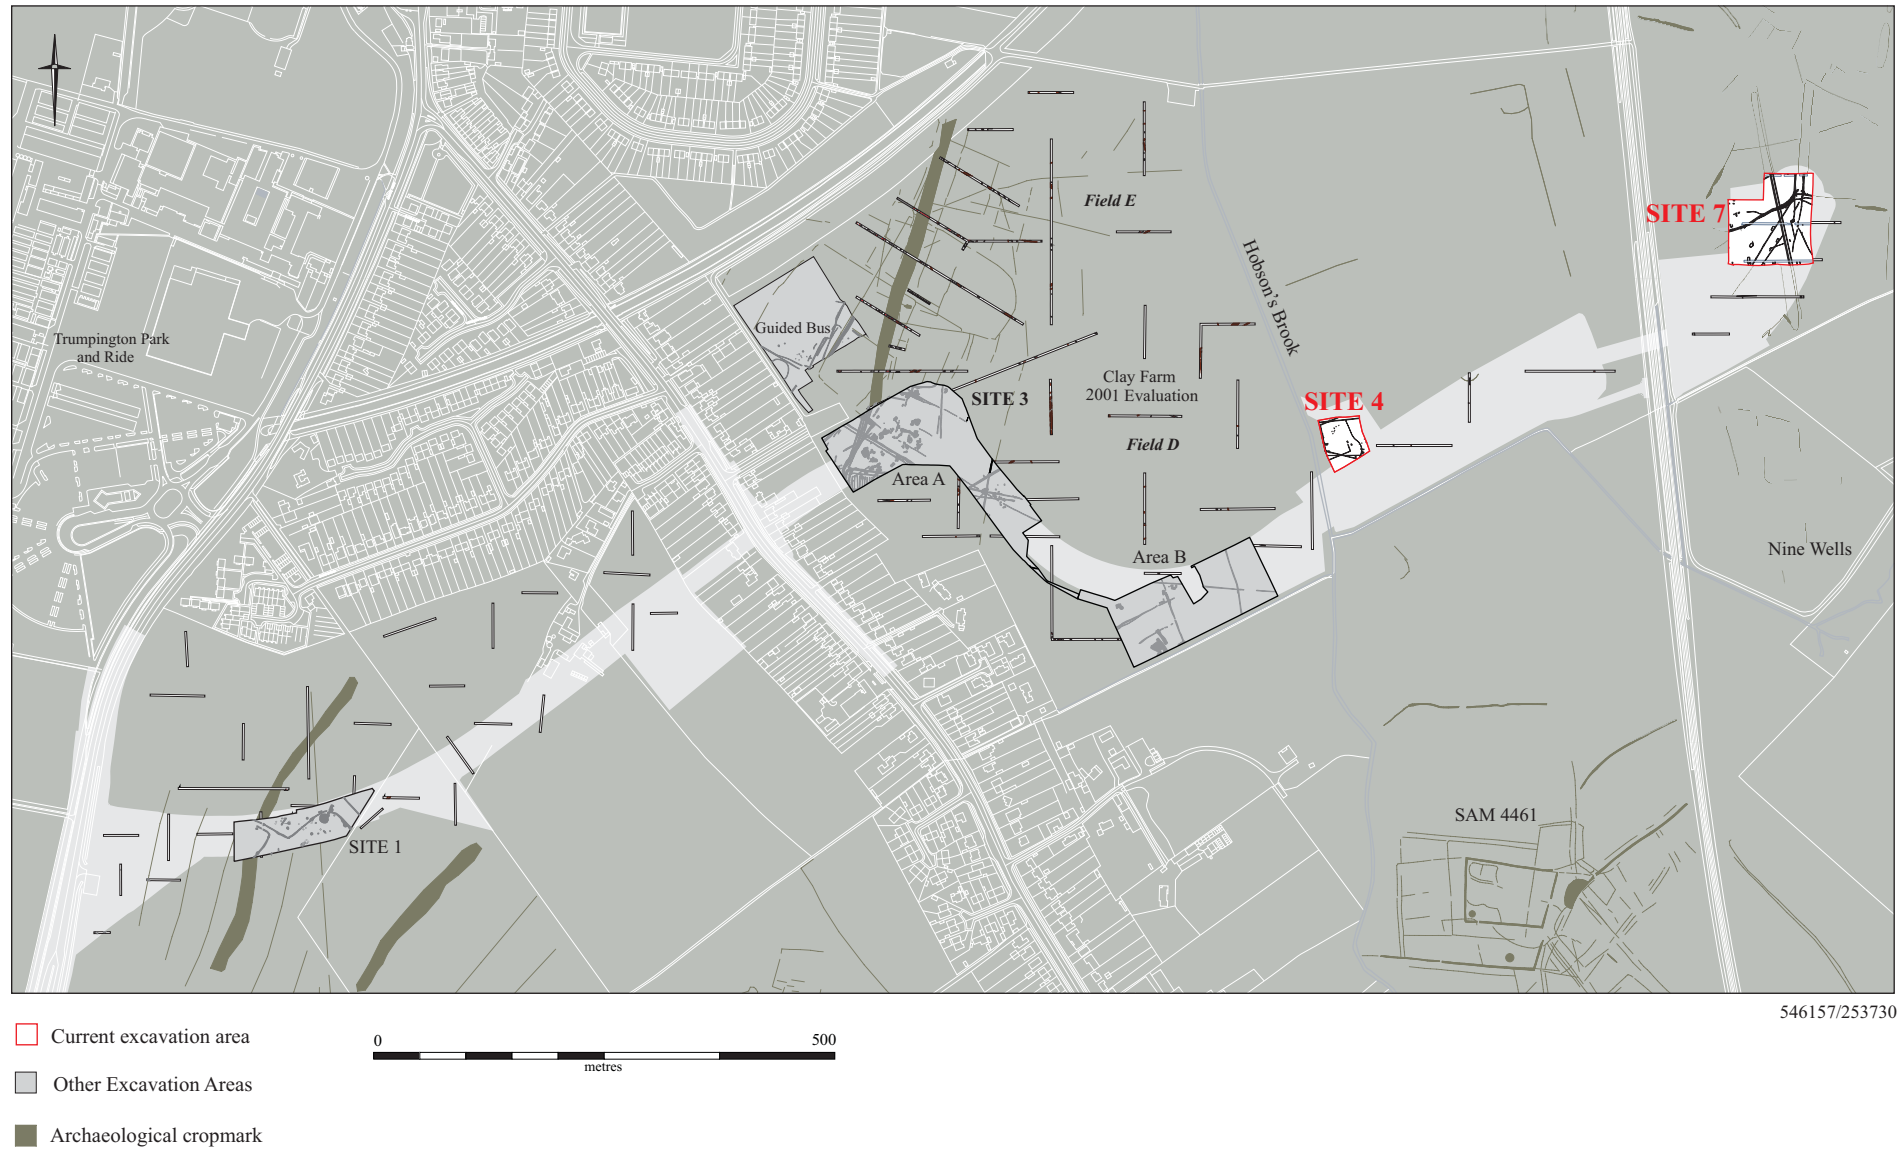 Field E
SITE 7
Hobson's Brook
Guided Bus
Trumpington Park
and Ride
Clay Farm
2001 Evaluation
SITE 3
SITE 4
Field D
Area A
Area B
Nine Wells
SAM 4461
SITE 1
546157/253730
Current excavation area
0
500
metres
Other Excavation Areas
Archaeological cropmark